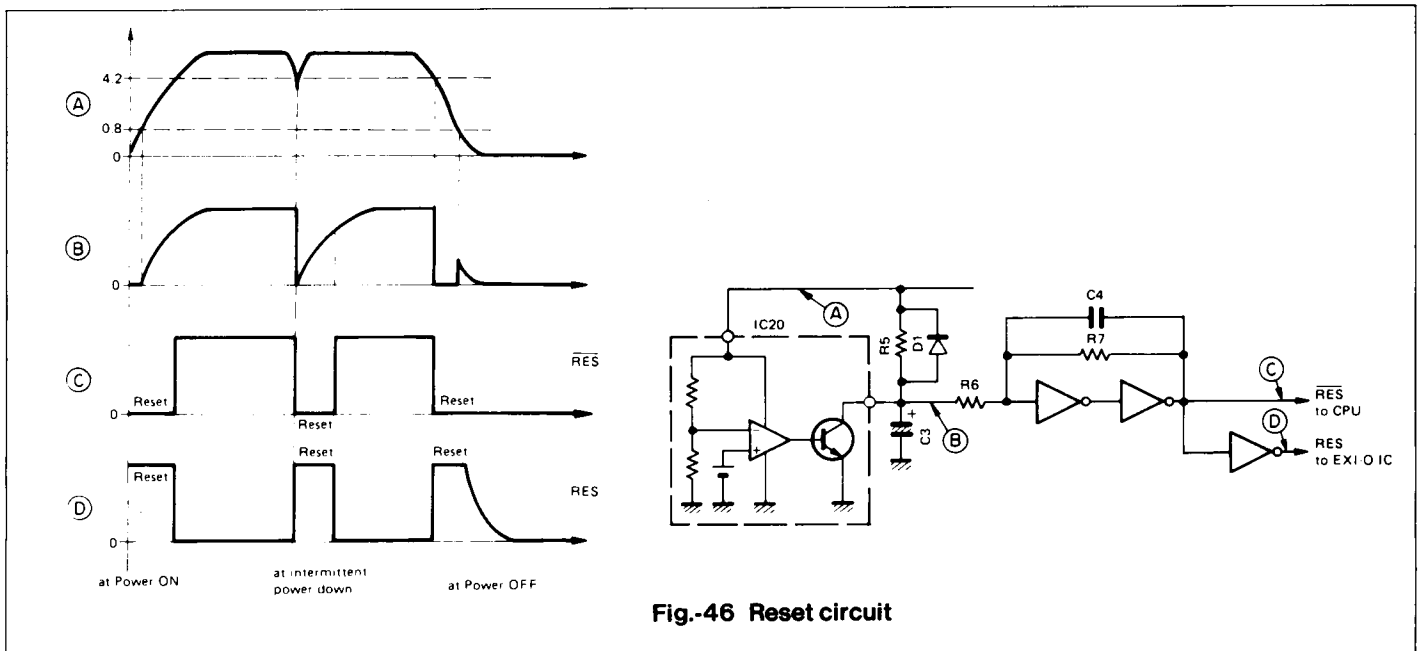 4.2
A
0.8
0
B
0
C
RES
0
Reset
Reset
Reset
D
Reset
Reset
Reset
RES
0
at Power ON
at intermittent
power down
at Power OFF
A
IC20
R5
D1
R6
B
+
C3
C4
R7
C
RES
to CPU
D
RES
to EXI-O IC
-
+
Fig.-46 Reset circuit